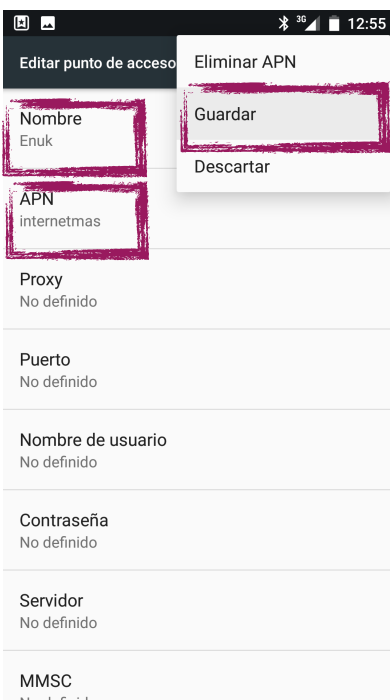 3G 12:55
Editar punto de acceso
Eliminar APN
Guardar
Descartar
Nombre
Enuk
APN
internetmas
Proxy
No definido
Puerto
No definido
Nombre de usuario
No definido
Contraseña
No definido
Servidor
No definido
MMSC